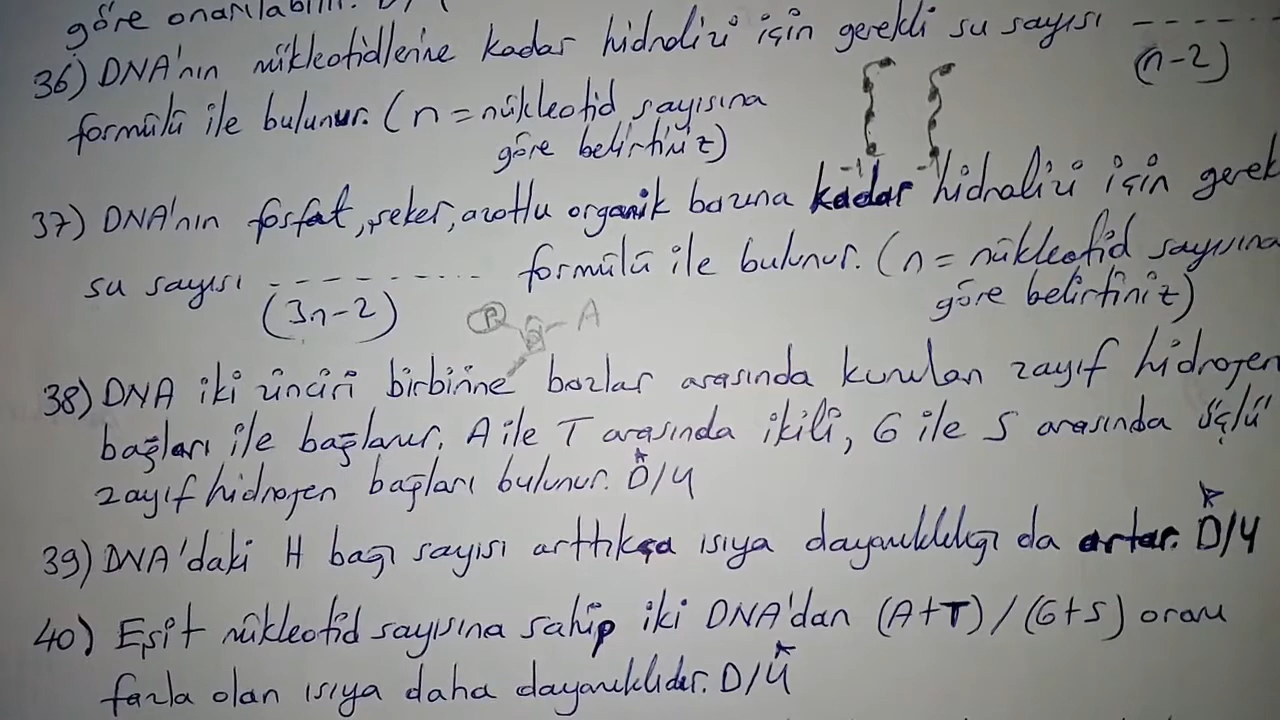 göre onarılabilir. D/Y
36) DNA'nın nükleotidlerine kadar hidrolizi için gerekli su sayısı -------
(n-2)
formülü ile bulunur. (n = nükleotid sayısına
göre belirtiniz)
-1 -1
37) DNA'nın fosfat, şeker, azotlu organik bazına kadar hidrolizi için gerek
su sayısı ---------- formülü ile bulunur. (n = nükleotid sayısına
(3n-2) göre belirtiniz)
P A
38) DNA iki zinciri birbirine bazlar arasında kurulan zayıf hidrojen
bağları ile bağlanır. A ile T arasında ikili, G ile S arasında üçlü
zayıf hidrojen bağları bulunur. D/Y
39) DNA'daki H bağı sayısı arttıkça ısıya dayanıklılığı da artar. D/Y
40) Eşit nükleotid sayısına sahip iki DNA'dan (A+T)/(G+S) oranı
fazla olan ısıya daha dayanıklıdır. D/Y